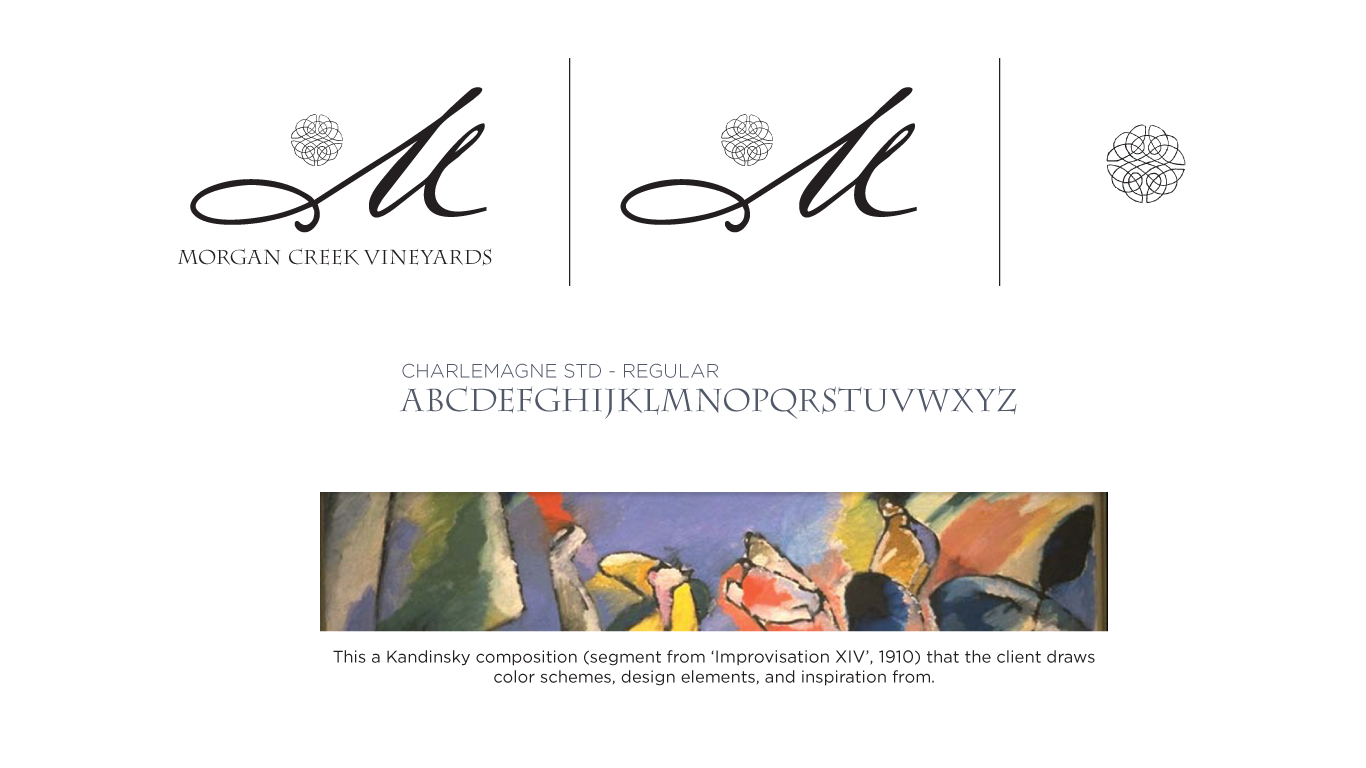 M
MORGAN CREEK VINEYARDS
M
CHARLEMAGNE STD - REGULAR
ABCDEFGHIJKLMNOPQRSTUVWXYZ
This a Kandinsky composition (segment from ‘Improvisation XIV’, 1910) that the client draws
color schemes, design elements, and inspiration from.